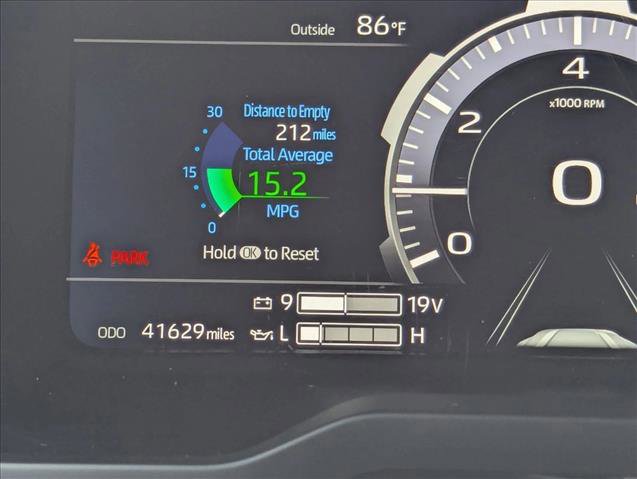 Outside 86°F
30 Distance to Empty
212 miles
Total Average
15
15.2
MPG
0
Hold OK to Reset
PARK
9 19V
ODO 41629 miles L H
4
x1000 RPM
2
0
0